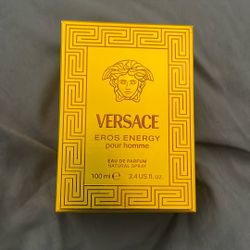 VERSACE
EROS ENERGY
pour homme
EAU DE PARFUM
NATURAL SPRAY
100 ml ℮ 3.4 US fl. oz.